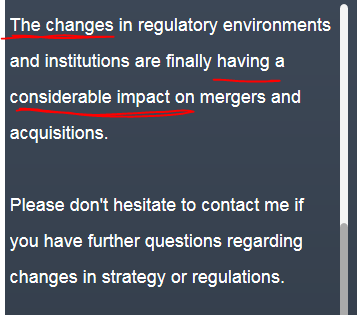 The changes in regulatory environments
and institutions are finally having a
considerable impact on mergers and
acquisitions.
Please don't hesitate to contact me if
you have further questions regarding
changes in strategy or regulations.